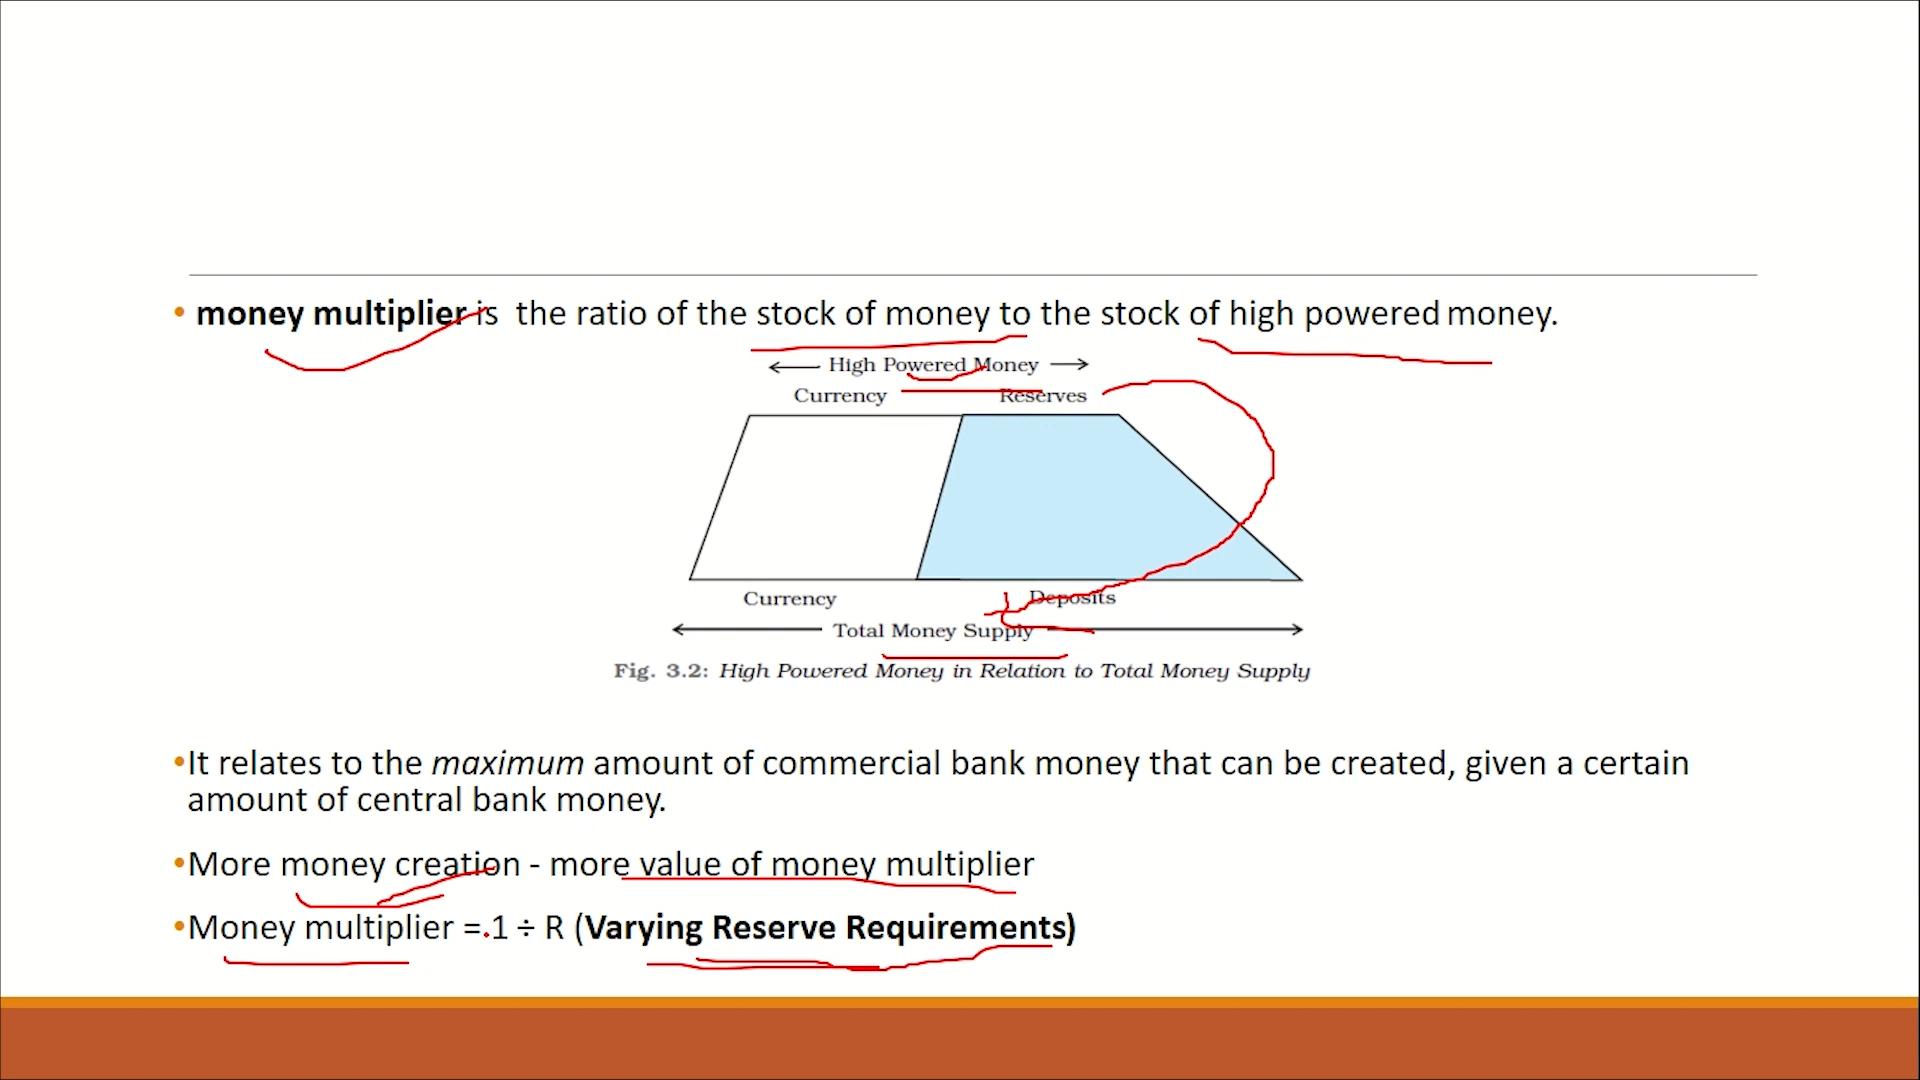 • money multiplier is the ratio of the stock of money to the stock of high powered money.
High Powered Money
Currency Reserves
Currency Deposits
Total Money Supply
Fig. 3.2: High Powered Money in Relation to Total Money Supply
•It relates to the maximum amount of commercial bank money that can be created, given a certain
amount of central bank money.
•More money creation - more value of money multiplier
•Money multiplier = 1 ÷ R (Varying Reserve Requirements)